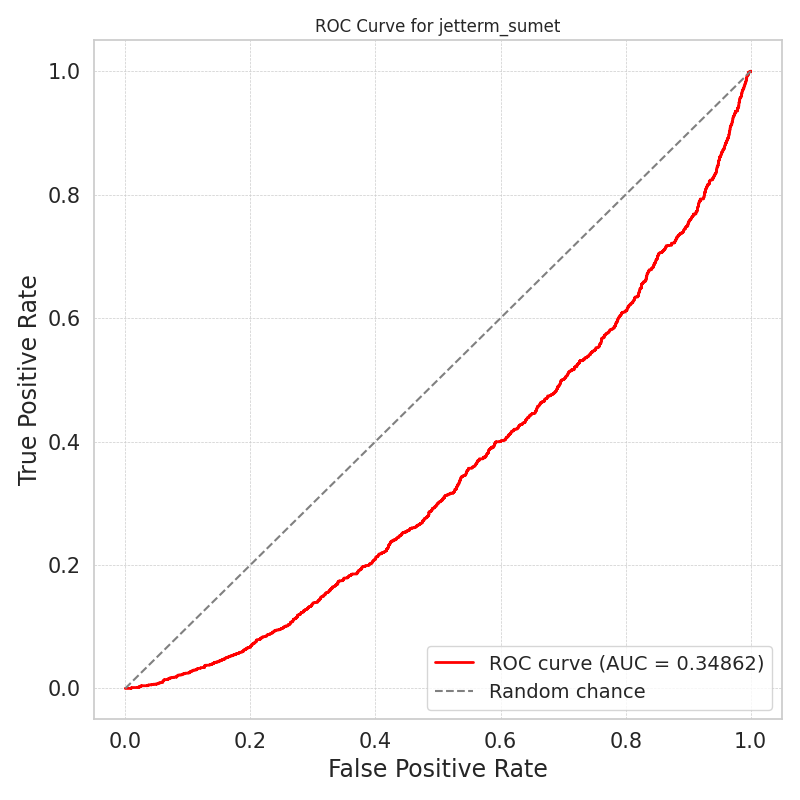 ROC Curve for jetterm_sumet
1.0
0.8
0.6
0.4
0.2
0.0
True Positive Rate
ROC curve (AUC = 0.34862)
Random chance
0.0 0.2 0.4 0.6 0.8 1.0
False Positive Rate